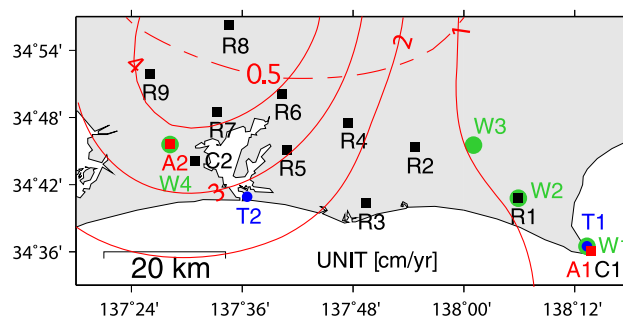 34°54'
34°48'
34°42'
34°36'
R8
1
2
4
0.5
R9
R6
R7
R4
W3
R5
R2
A2
C2
W4
3
W2
R1
T2
R3
T1
W1
20 km
UNIT [cm/yr]
A1
C1
137°24'
137°36'
137°48'
138°00'
138°12'